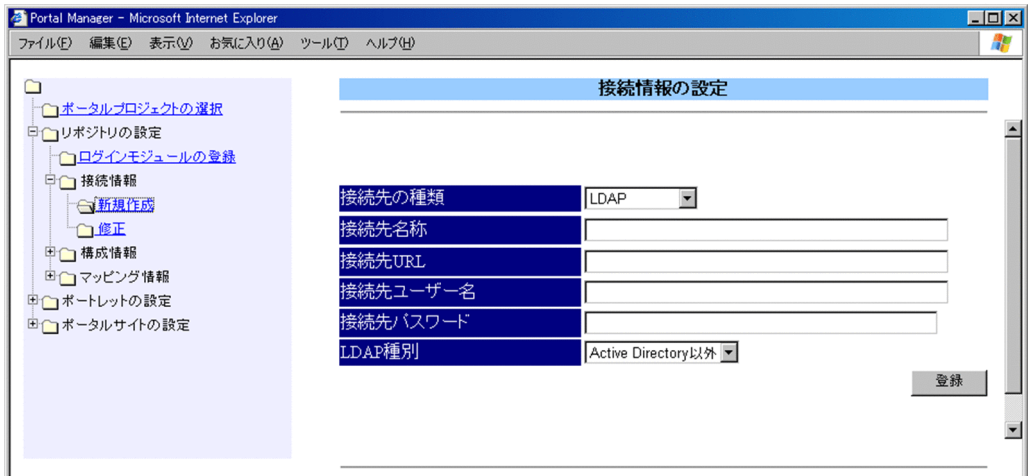 Portal Manager - Microsoft Internet Explorer
ファイル(F) 編集(E) 表示(V) お気に入り(A) ツール(T) ヘルプ(H)
接続情報の設定
ポータルプロジェクトの選択
リポジトリの設定
ログインモジュールの登録
接続情報
新規作成
修正
構成情報
マッピング情報
ポートレットの設定
ポータルサイトの設定
接続先の種類 LDAP
接続先名称
接続先URL
接続先ユーザー名
接続先パスワード
LDAP種別 Active Directory以外
登録